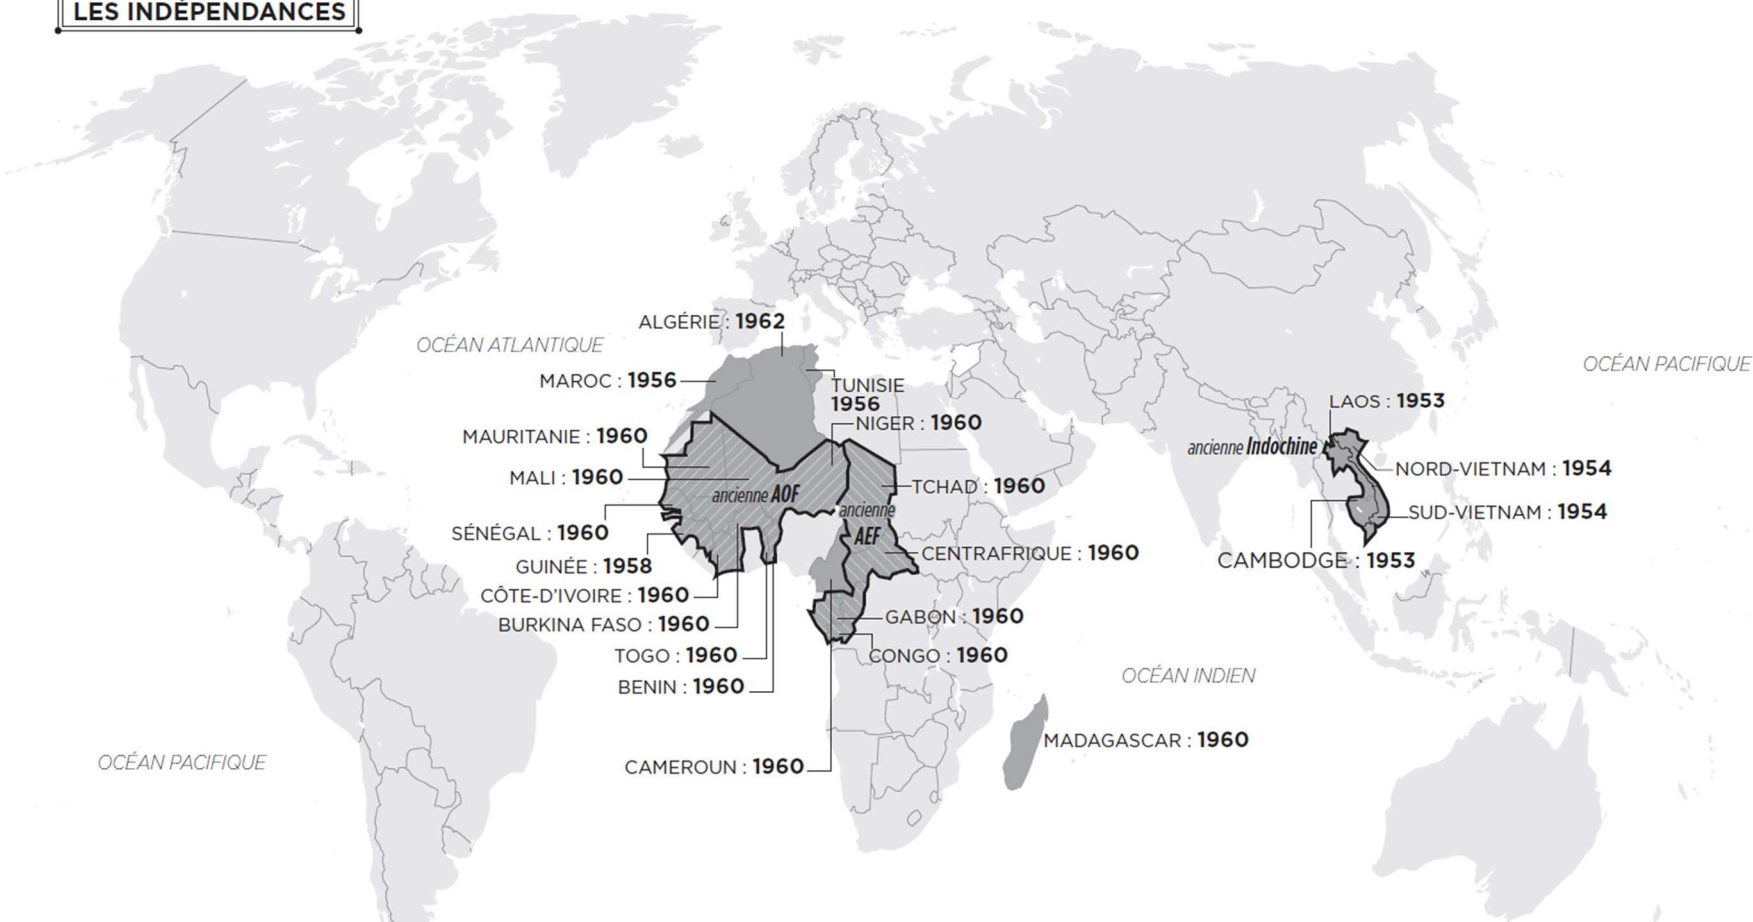 LES INDÉPENDANCES
ALGÉRIE : 1962
OCÉAN ATLANTIQUE
OCÉAN PACIFIQUE
MAROC : 1956
TUNISIE
1956
LAOS : 1953
NIGER : 1960
MAURITANIE : 1960
ancienne Indochine
NORD-VIETNAM : 1954
MALI : 1960
TCHAD : 1960
ancienne AOF
ancienne
AEF
SUD-VIETNAM : 1954
SÉNÉGAL : 1960
CENTRAFRIQUE : 1960
CAMBODGE : 1953
GUINÉE : 1958
CÔTE-D'IVOIRE : 1960
GABON : 1960
BURKINA FASO : 1960
TOGO : 1960
CONGO : 1960
OCÉAN INDIEN
BENIN : 1960
MADAGASCAR : 1960
OCÉAN PACIFIQUE
CAMEROUN : 1960